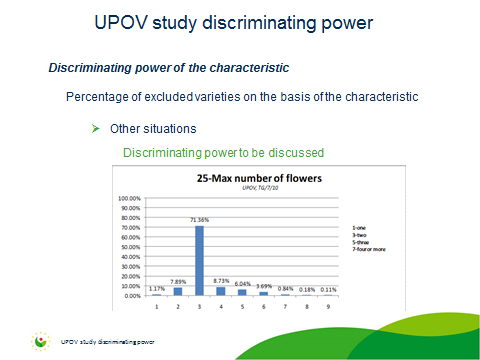 UPOV study discriminating power
Discriminating power of the characteristic
Percentage of excluded varieties on the basis of the characteristic
Other situations
Discriminating power to be discussed
25-Max number of flowers
UPOV, TG/7/10
100.00%
90.00%
80.00%
70.00%
60.00%
50.00%
40.00%
30.00%
20.00%
10.00%
0.00%
1.17%
7.89%
71.36%
8.73%
6.04%
3.69%
0.84%
0.18%
0.11%
1 2 3 4 5 6 7 8 9
1-one
3-two
5-three
7-four or more
UPOV study discriminating power